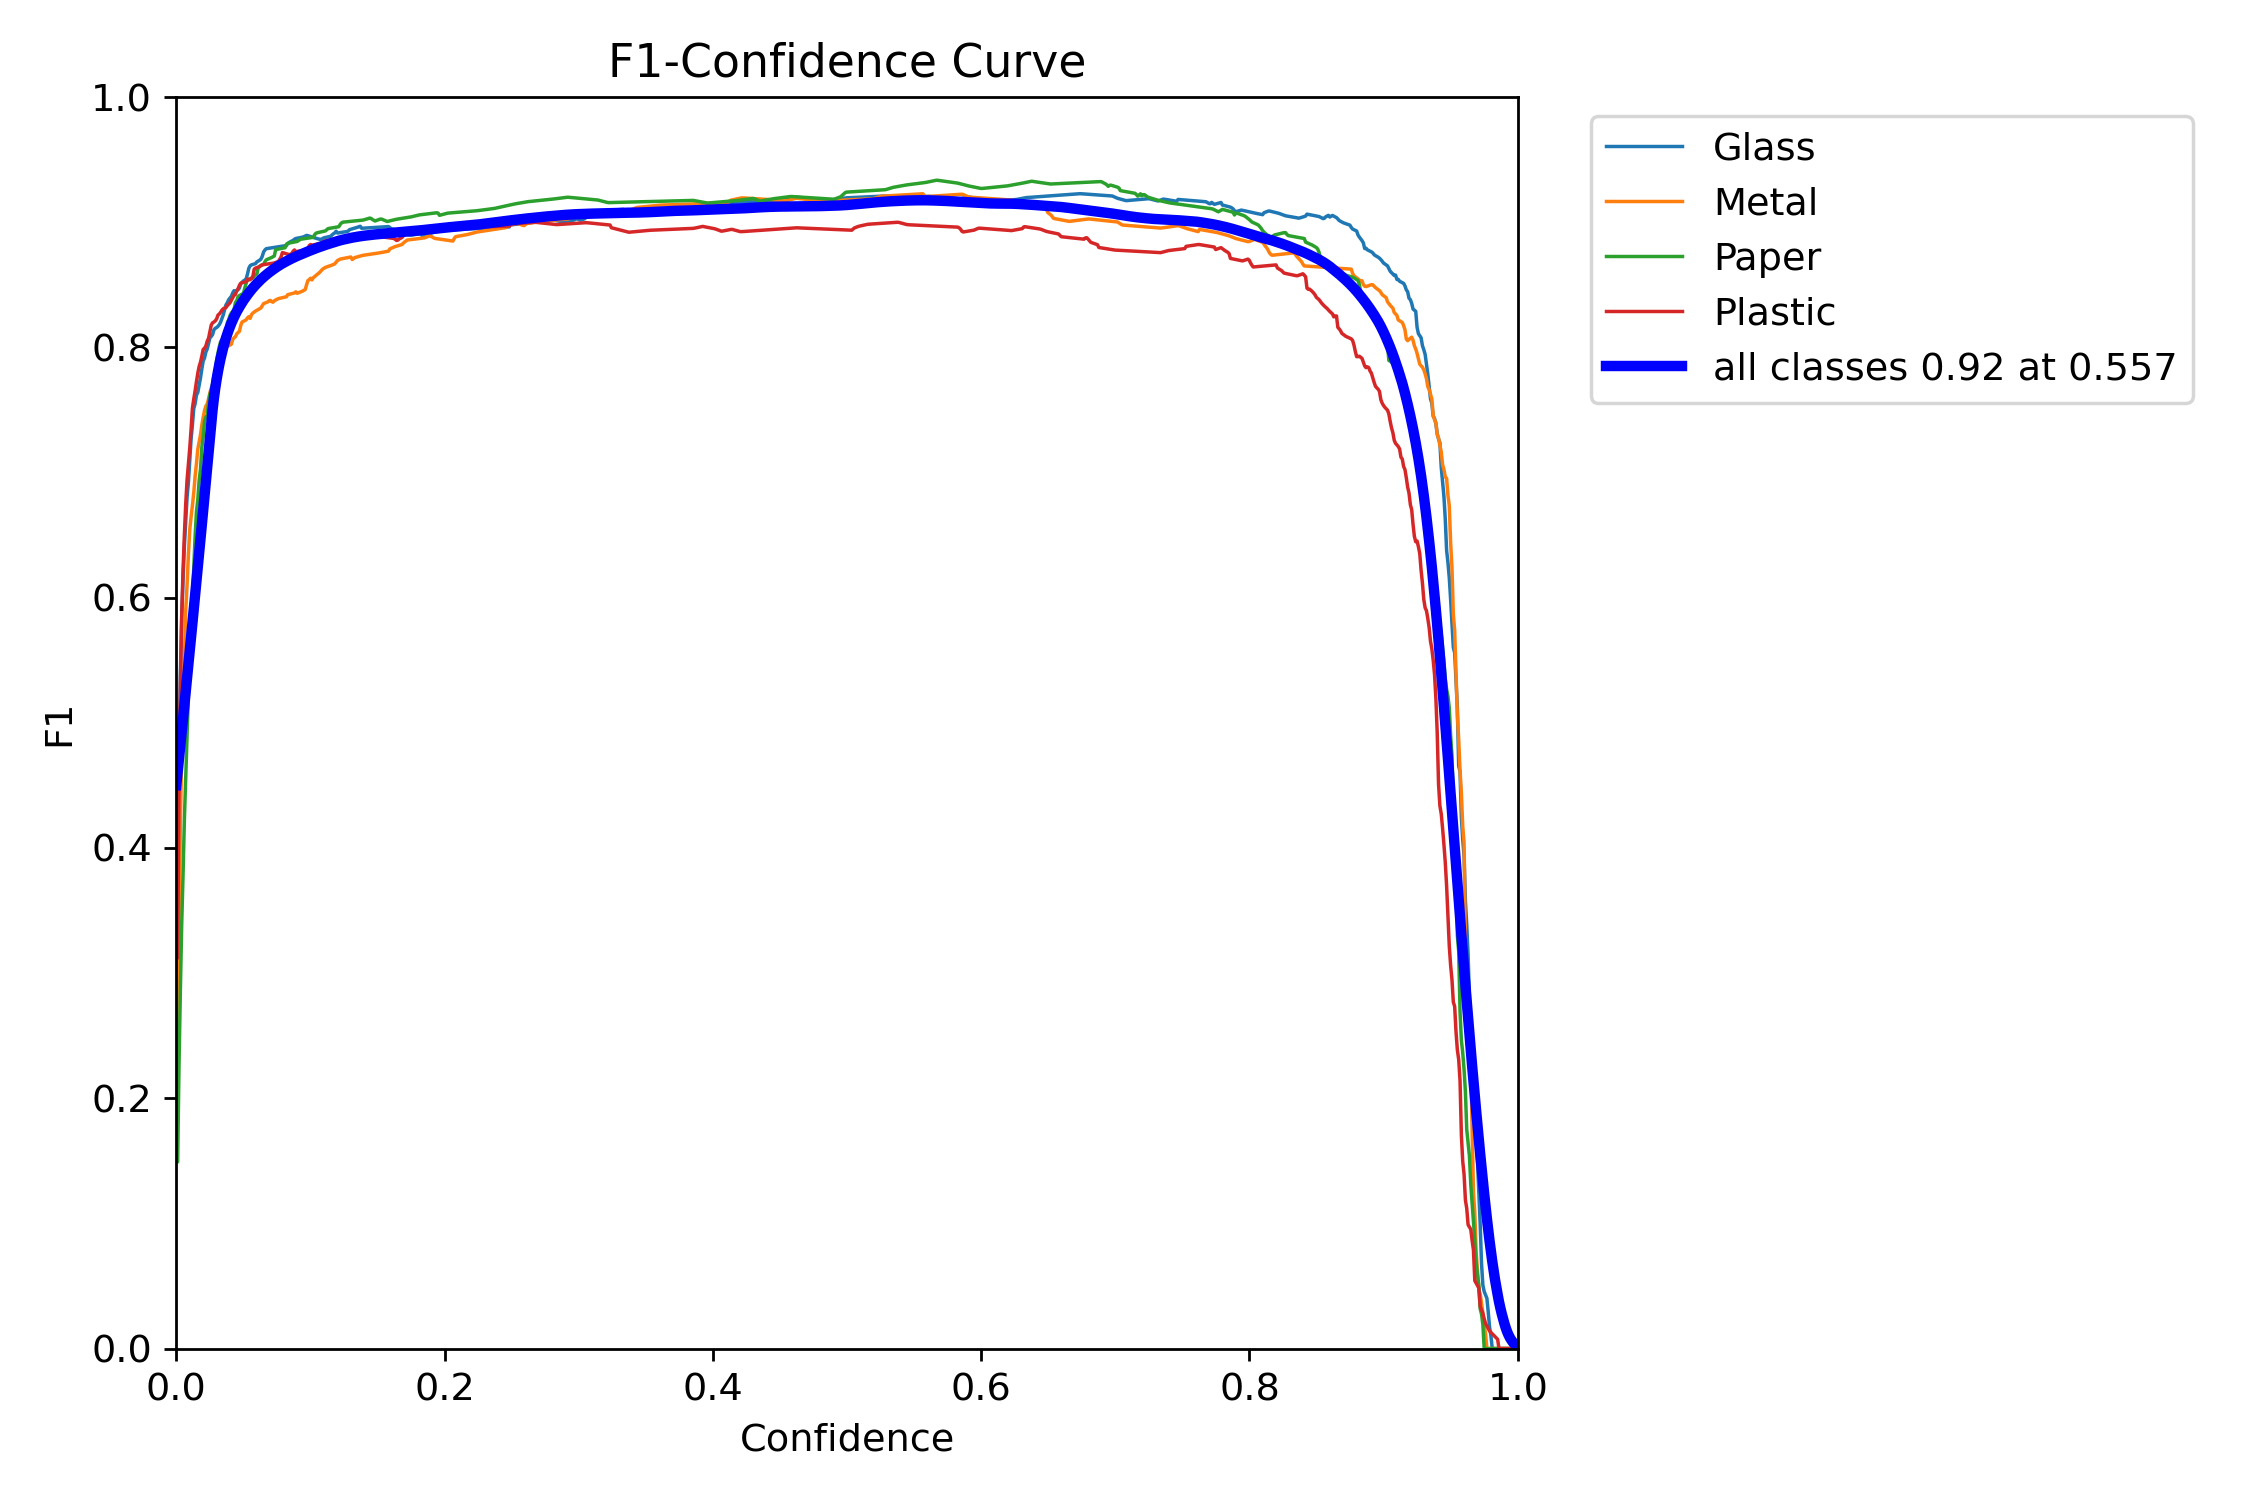 F1-Confidence Curve
1.0
0.8
0.6
0.4
0.2
0.0
F1
0.0 0.2 0.4 0.6 0.8 1.0
Confidence
Glass
Metal
Paper
Plastic
all classes 0.92 at 0.557